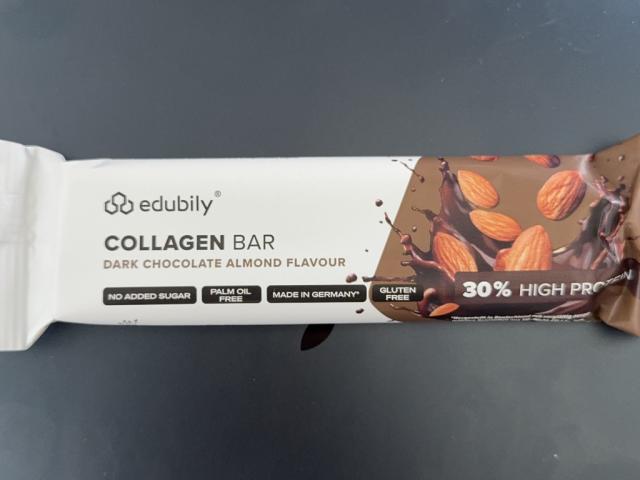 edubily®
COLLAGEN BAR
DARK CHOCOLATE ALMOND FLAVOUR
NO ADDED SUGAR
PALM OIL
FREE
MADE IN GERMANY*
GLUTEN
FREE
30% HIGH PROTEIN